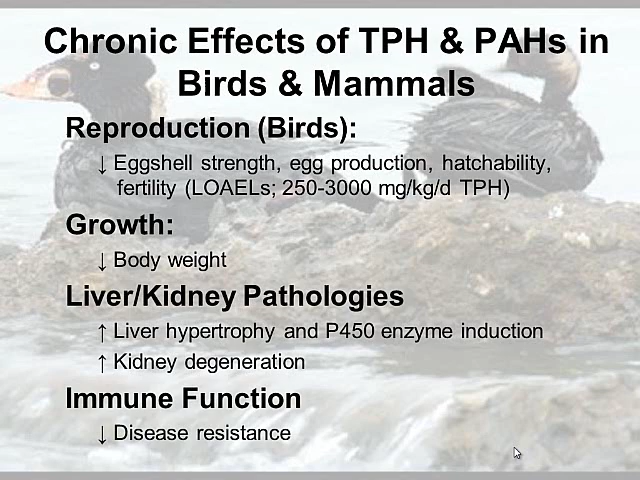 Chronic Effects of TPH & PAHs in
Birds & Mammals
Reproduction (Birds):
↓ Eggshell strength, egg production, hatchability,
fertility (LOAELs; 250-3000 mg/kg/d TPH)
Growth:
↓ Body weight
Liver/Kidney Pathologies
↑ Liver hypertrophy and P450 enzyme induction
↑ Kidney degeneration
Immune Function
↓ Disease resistance